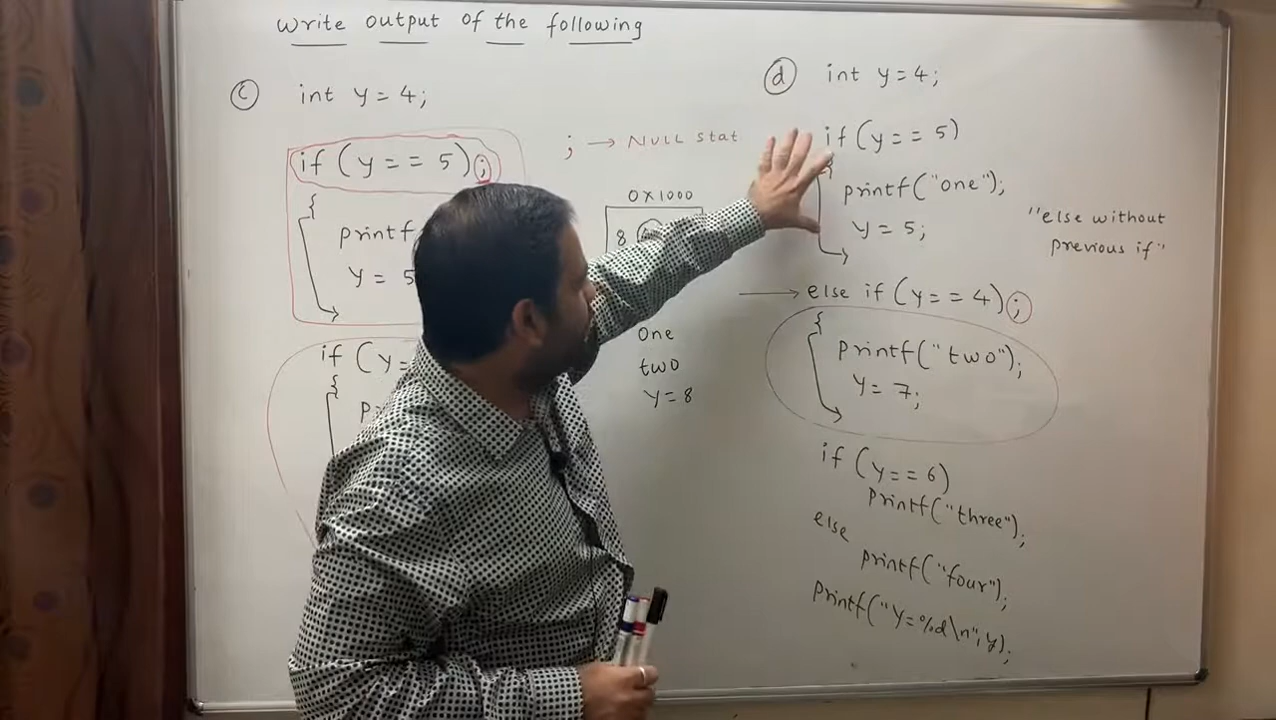 Write output of the following
c int y = 4;
if (y == 5);
{
printf
y = 5
if (y=
{
; → NULL stat
0X1000
8
One
two
y = 8
d int y = 4;
if (y == 5)
{
printf("one");
y = 5;
else if (y == 4);
{
printf("two");
y = 7;
if (y == 6)
printf("three");
else
printf("four");
printf("y=%d\n", y);
"else without
previous if"